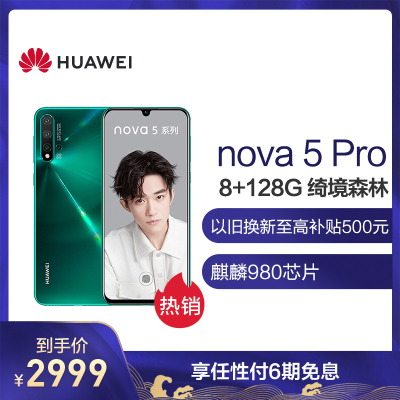 HUAWEI
nova 5 系列
nova 5 Pro
8+128G 绮境森林
以旧换新至高补贴500元
麒麟980芯片
HUAWEI
热销
到手价
¥2999
享任性付6期免息